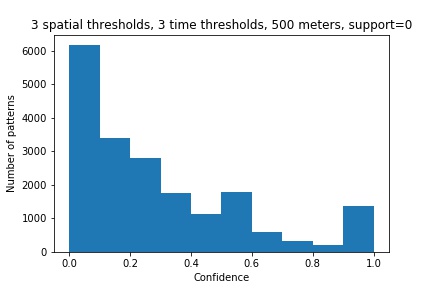 3 spatial thresholds, 3 time thresholds, 500 meters, support=0
6000
5000
4000
3000
2000
1000
0
Number of patterns
0.0 0.2 0.4 0.6 0.8 1.0
Confidence